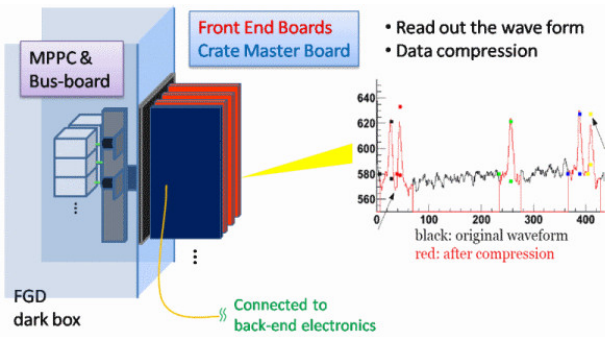 MPPC &
Bus-board
Front End Boards
Crate Master Board
• Read out the wave form
• Data compression
640
620
600
580
560
0
100
200
300
400
black: original waveform
red: after compression
FGD
dark box
Connected to
back-end electronics